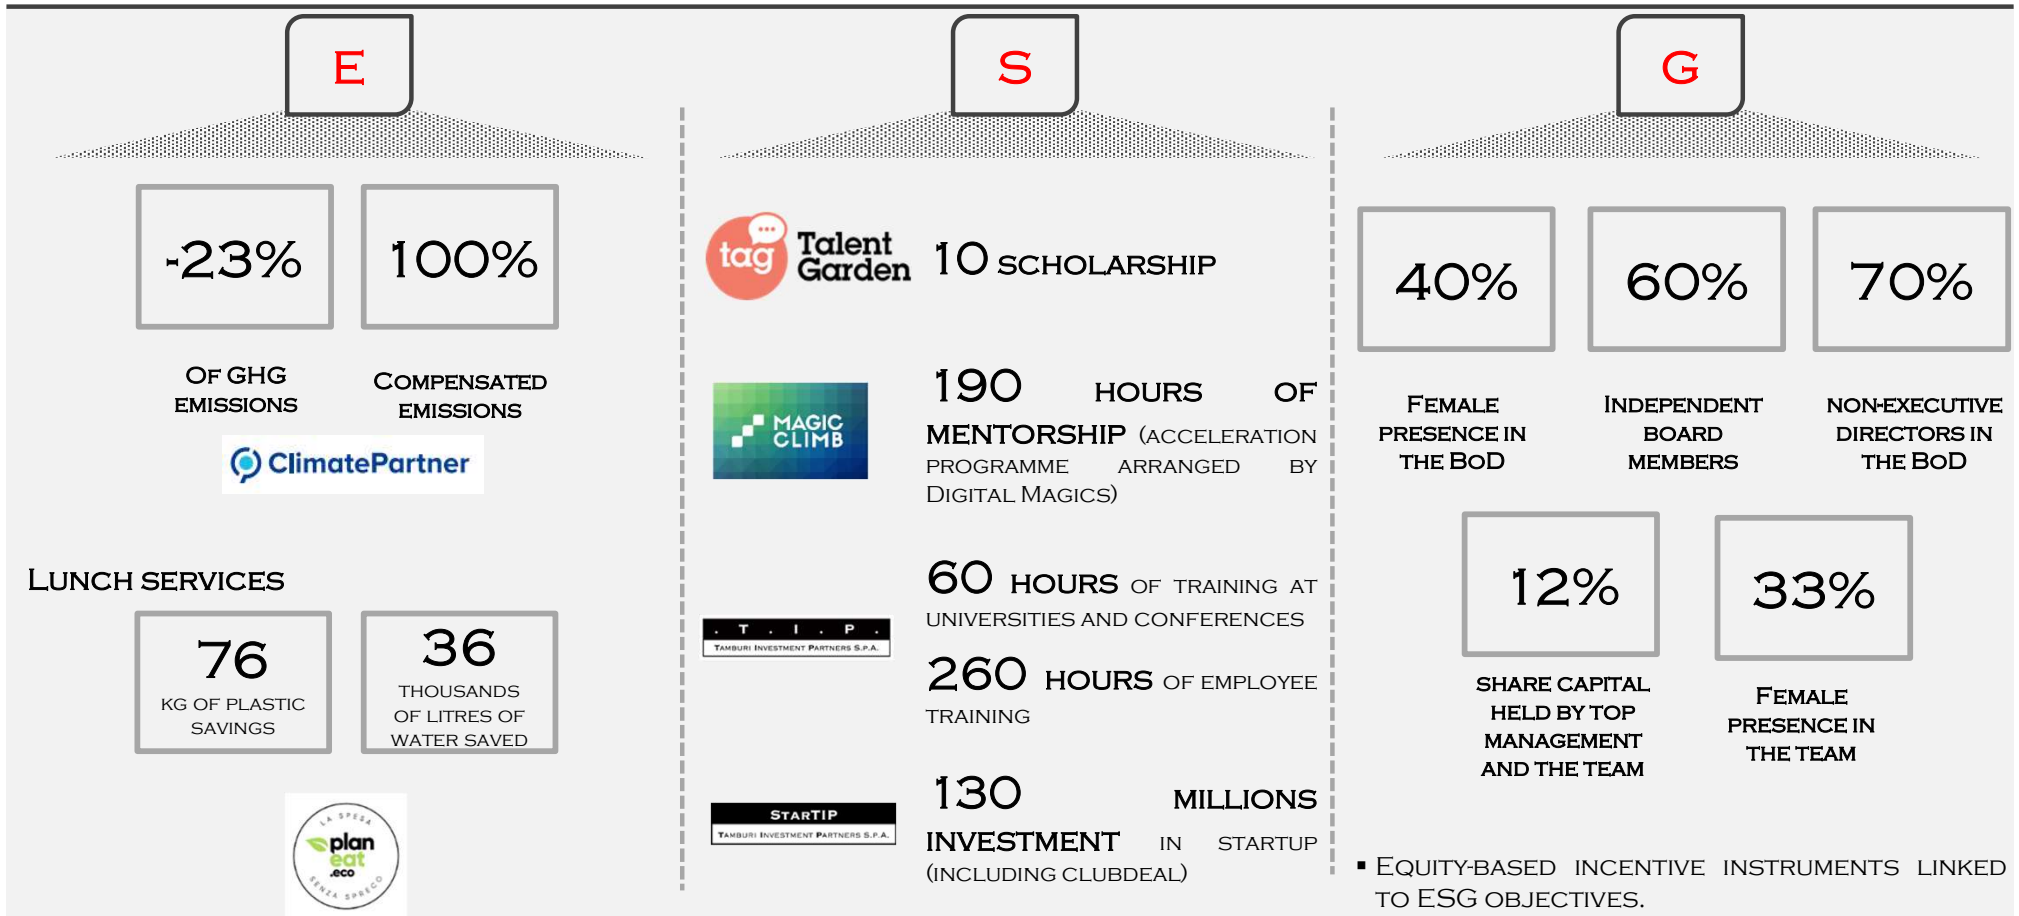 E
-23%
100%
OF GHG
EMISSIONS
COMPENSATED
EMISSIONS
ClimatePartner
LUNCH SERVICES
76
KG OF PLASTIC
SAVINGS
36
THOUSANDS
OF LITRES OF
WATER SAVED
LA SPESA
plan
eat
.eco
SENZA SPRECO
S
tag
Talent
Garden
10 SCHOLARSHIP
MAGIC
CLIMB
190 HOURS OF
MENTORSHIP (ACCELERATION
PROGRAMME ARRANGED BY
DIGITAL MAGICS)
. T . I . P .
TAMBURI INVESTMENT PARTNERS S.P.A.
60 HOURS OF TRAINING AT
UNIVERSITIES AND CONFERENCES
260 HOURS OF EMPLOYEE
TRAINING
STARTIP
TAMBURI INVESTMENT PARTNERS S.P.A.
130 MILLIONS
INVESTMENT IN STARTUP
(INCLUDING CLUBDEAL)
G
40%
60%
70%
FEMALE
PRESENCE IN
THE BOD
INDEPENDENT
BOARD
MEMBERS
NON-EXECUTIVE
DIRECTORS IN
THE BOD
12%
33%
SHARE CAPITAL
HELD BY TOP
MANAGEMENT
AND THE TEAM
FEMALE
PRESENCE IN
THE TEAM
▪ EQUITY-BASED INCENTIVE INSTRUMENTS LINKED
TO ESG OBJECTIVES.